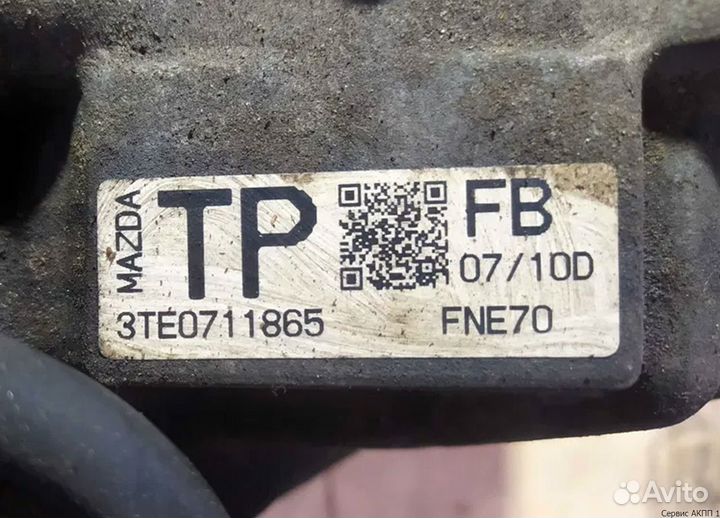 MAZDA
TP
FB
07/10D
3TE0711865
FNE70
Avito
Сервис АКПП 1